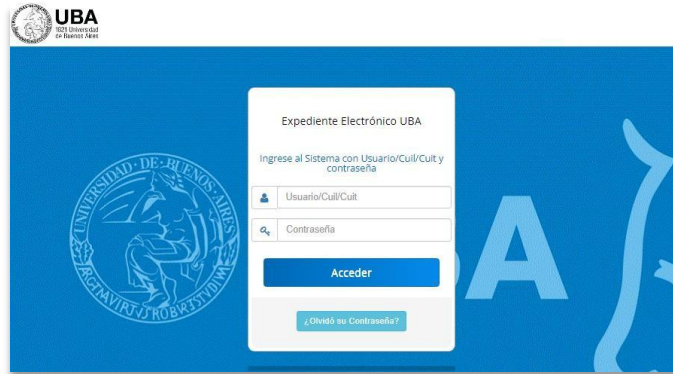 UBA
1821 Universidad
de Buenos Aires
Expediente Electrónico UBA
Ingrese al Sistema con Usuario/Cuil/Cuit y
contraseña
Usuario/Cuil/Cuit
Contraseña
Acceder
¿Olvidó su Contraseña?
UNIVERSIDAD·DE·BUENOS·AIRES
ARGTAVIRTVSROBVRETSTVDIVM
A